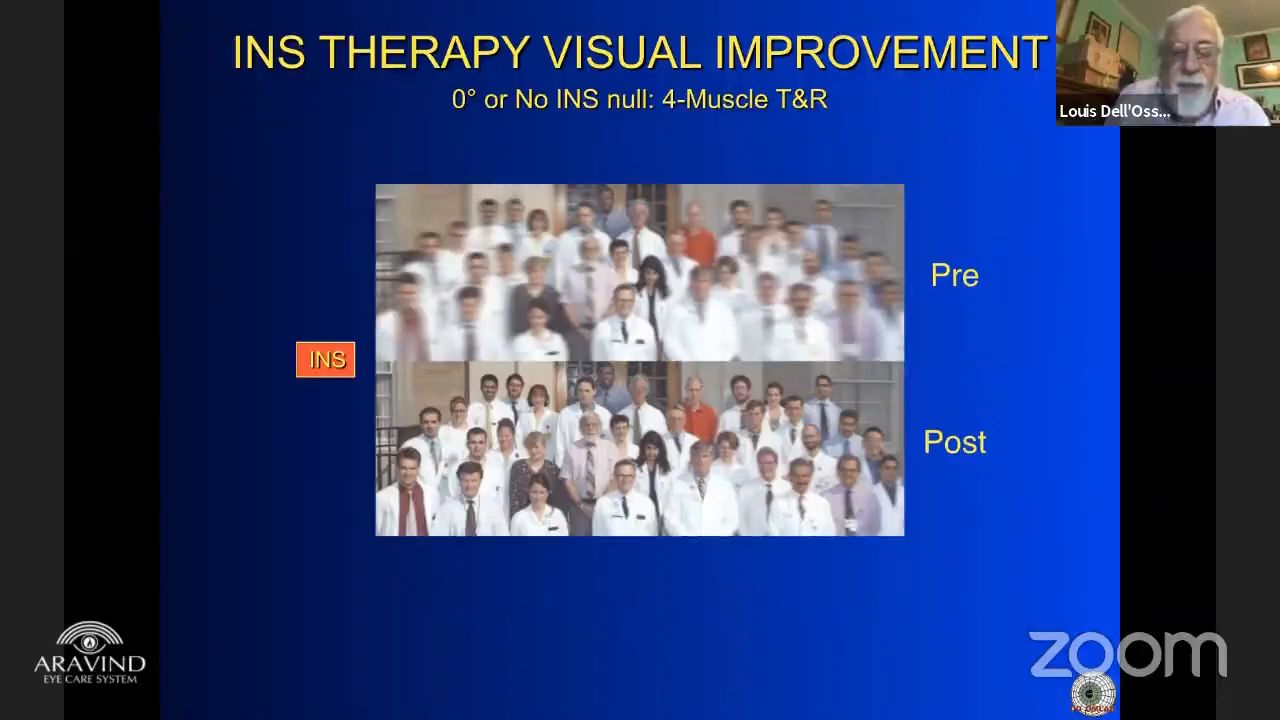 INS THERAPY VISUAL IMPROVEMENT
0° or No INS null: 4-Muscle T&R
Louis Dell'Oss...
Pre
INS
Post
ARAVIND
EYE CARE SYSTEM
zoom